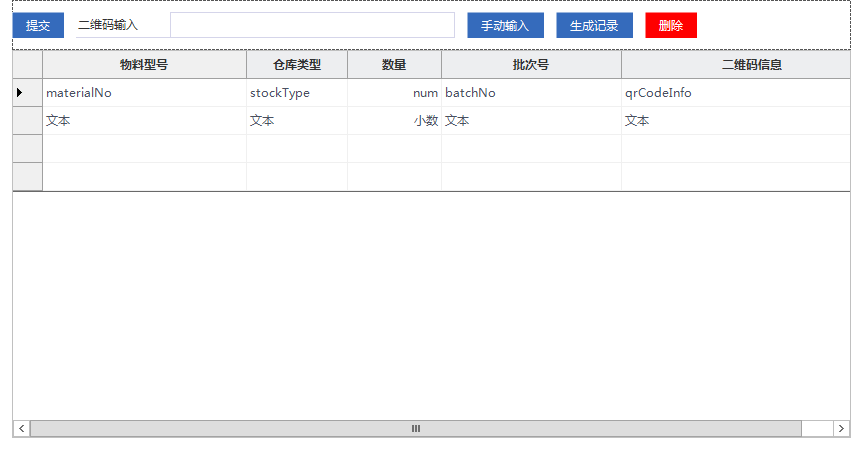 提交 二维码输入 手动输入 生成记录 删除
物料型号 仓库类型 数量 批次号 二维码信息
materialNo stockType num batchNo qrCodeInfo
文本 文本 小数 文本 文本